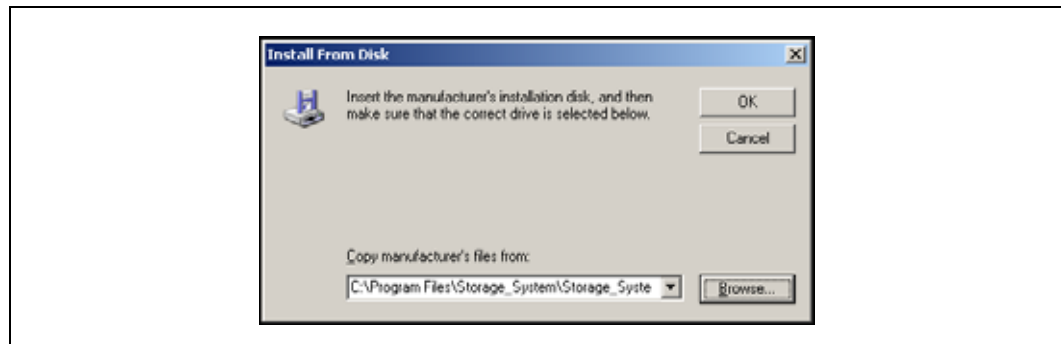 Install From Disk
Insert the manufacturer's installation disk, and then
make sure that the correct drive is selected below.
OK
Cancel
Copy manufacturer's files from:
C:\Program Files\Storage_System\Storage_Syste
Browse...